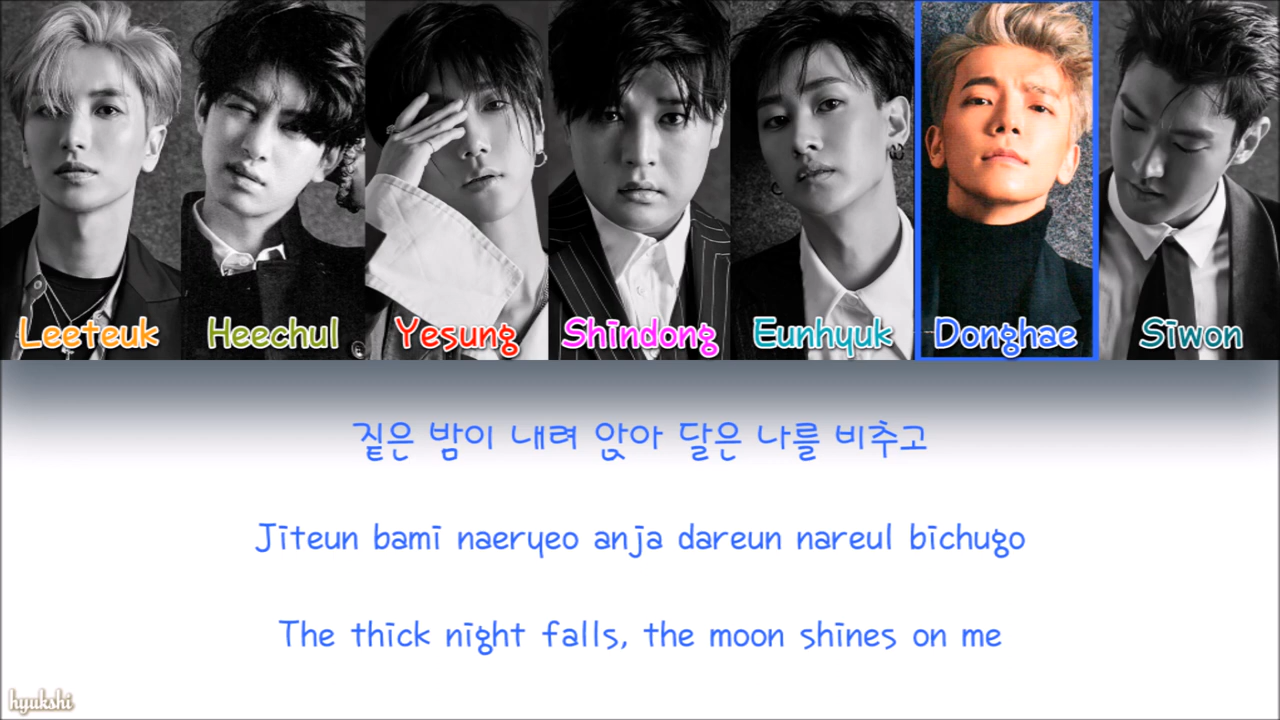 Leeteuk Heechul Yesung Shindong Eunhyuk Donghae Siwon
짙은 밤이 내려 앉아 달은 나를 비추고
Jiteun bami naeryeo anja dareun nareul bichugo
The thick night falls, the moon shines on me
hyukshi